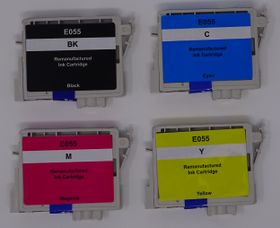 E055
BK
Remanufactured
Ink Cartridge
Black
E055
C
Remanufactured
Ink Cartridge
Cyan
E055
M
Remanufactured
Ink Cartridge
Magenta
E055
Y
Remanufactured
Ink Cartridge
Yellow